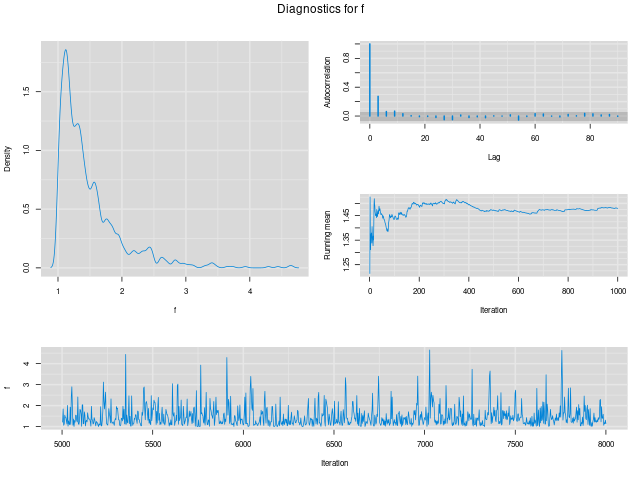 Diagnostics for f
Density
0.0 0.5 1.0 1.5
1 2 3 4
f
Autocorrelation
0.0 0.4 0.8
0 20 40 60 80
Lag
Running mean
1.25 1.35 1.45
0 200 400 600 800 1000
Iteration
f
1 2 3 4
5000 5500 6000 6500 7000 7500 8000
Iteration